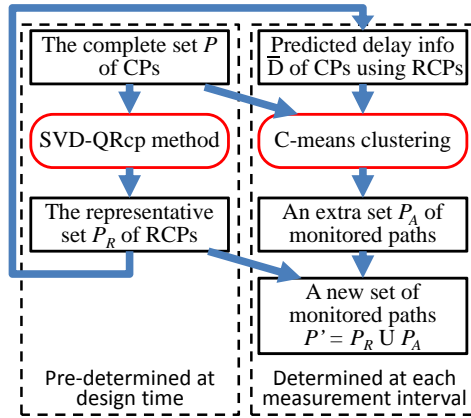 The complete set P
of CPs
SVD-QRcp method
The representative
set P_R of RCPs
Pre-determined at
design time
Predicted delay info
D̅ of CPs using RCPs
C-means clustering
An extra set P_A of
monitored paths
A new set of
monitored paths
P' = P_R U P_A
Determined at each
measurement interval